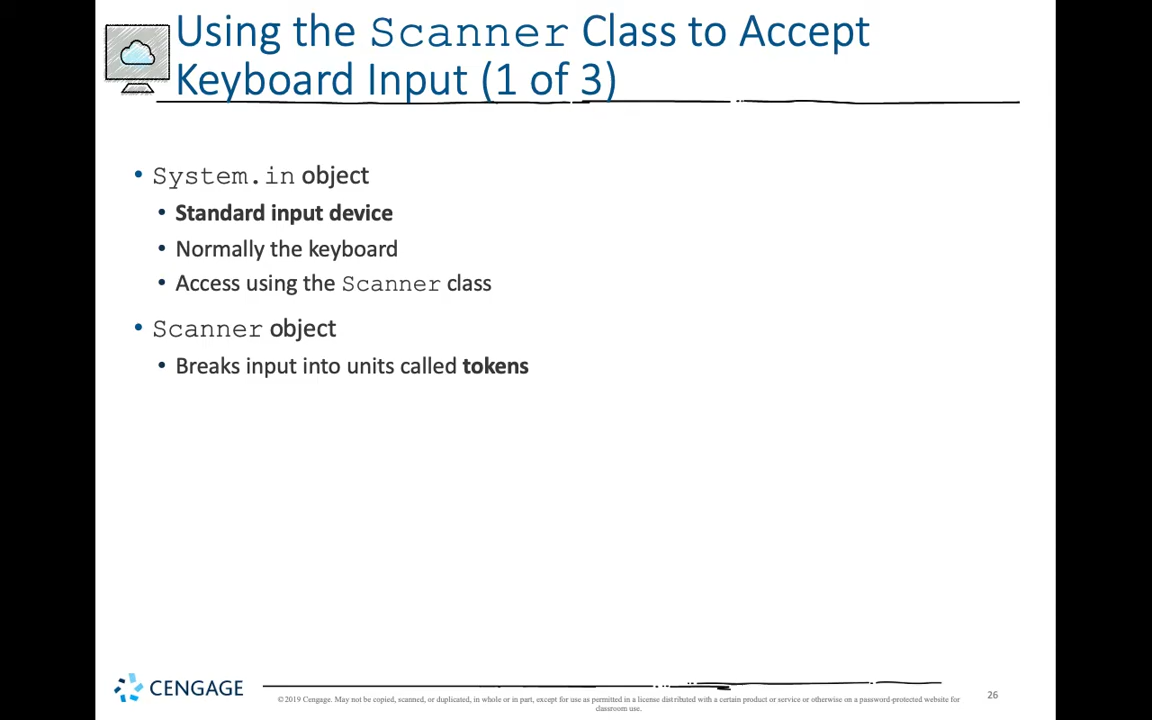 Using the Scanner Class to Accept
Keyboard Input (1 of 3)
• System.in object
• Standard input device
• Normally the keyboard
• Access using the Scanner class
• Scanner object
• Breaks input into units called tokens
CENGAGE
©2019 Cengage. May not be copied, scanned, or duplicated, in whole or in part, except for use as permitted in a license distributed with a certain product or service or otherwise on a password-protected website for
classroom use.
26